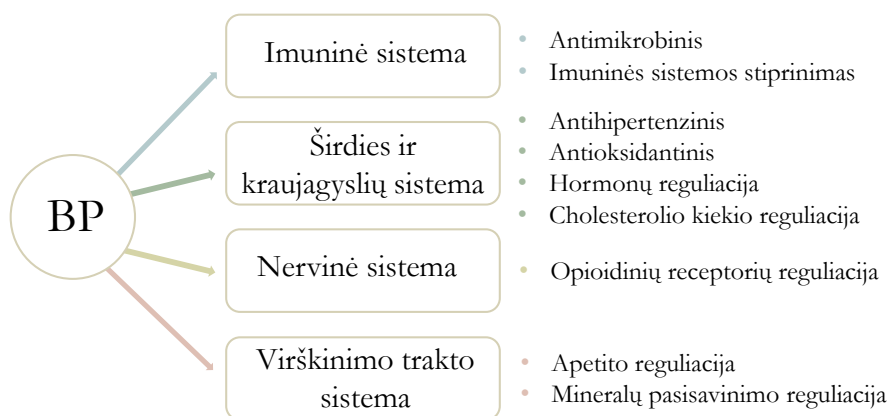 BP
Imuninė sistema
Antimikrobinis
Imuninės sistemos stiprinimas
Širdies ir
kraujagyslių sistema
Antihipertenzinis
Antioksidantinis
Hormonų reguliacija
Cholesterolio kiekio reguliacija
Nervinė sistema
Opioidinių receptorių reguliacija
Virškinimo trakto
sistema
Apetito reguliacija
Mineralų pasisavinimo reguliacija